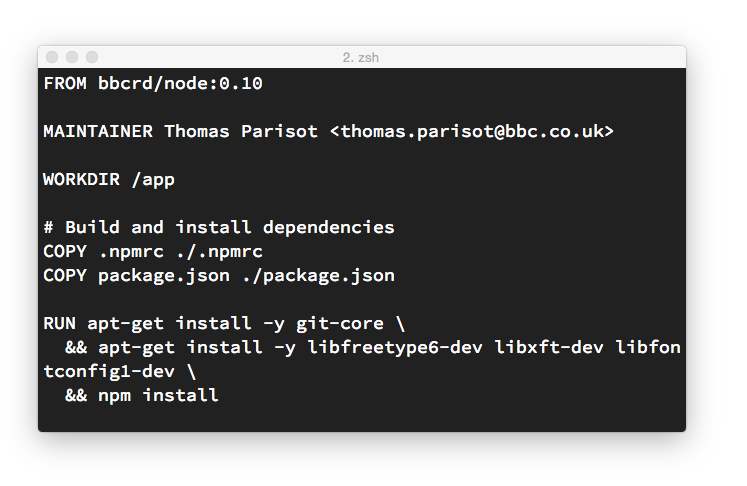 2. zsh
FROM bbcrd/node:0.10
MAINTAINER Thomas Parisot <thomas.parisot@bbc.co.uk>
WORKDIR /app
# Build and install dependencies
COPY .npmrc ./.npmrc
COPY package.json ./package.json
RUN apt-get install -y git-core \
  && apt-get install -y libfreetype6-dev libxft-dev libfon
tconfig1-dev \
  && npm install